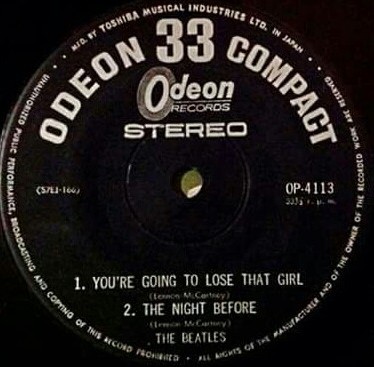 MFD. BY TOSHIBA MUSICAL INDUSTRIES LTD. IN JAPAN
ODEON 33 COMPACT
Odeon
RECORDS
STEREO
(S7EJ-166)
OP-4113
33⅓ r.p.m.
1. YOU'RE GOING TO LOSE THAT GIRL
(Lennon-McCartney)
2. THE NIGHT BEFORE
(Lennon-McCartney)
THE BEATLES
UNAUTHORIZED PUBLIC PERFORMANCE, BROADCASTING AND COPYING OF THIS RECORD PROHIBITED • ALL RIGHTS OF THE MANUFACTURER AND OF THE OWNER OF THE RECORDED WORK ARE RESERVED